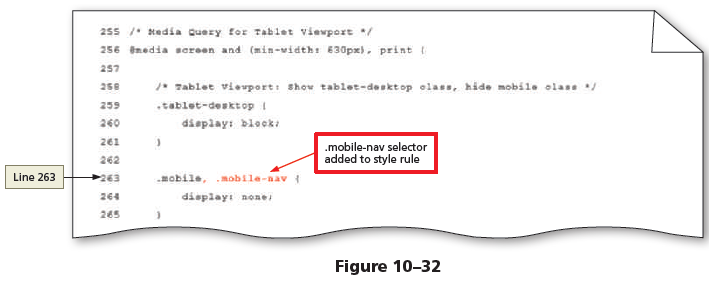 255 /* Media Query for Tablet Viewport */
256 @media screen and (min-width: 630px), print {
257
258 /* Tablet Viewport: Show tablet-desktop class, hide mobile class */
259 .tablet-desktop {
260 display: block;
261 }
262
.mobile-nav selector
added to style rule
Line 263
263 .mobile, .mobile-nav {
264 display: none;
265 }
Figure 10–32